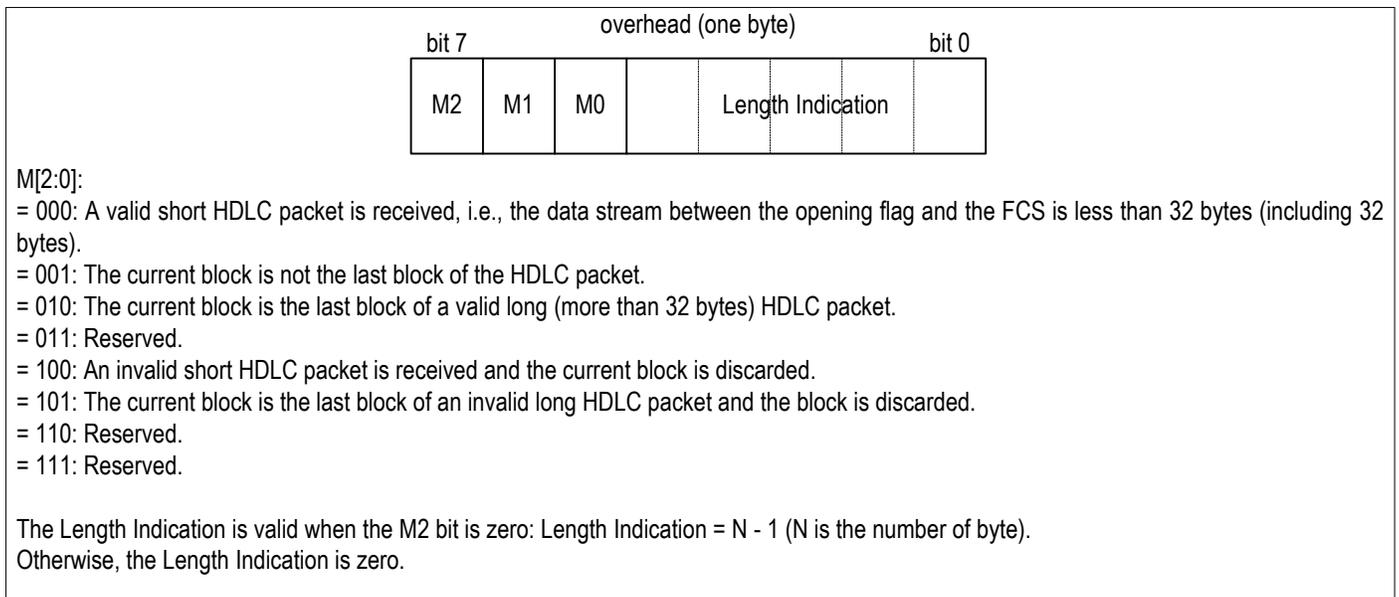 overhead (one byte)
bit 7 bit 0
M2 M1 M0 Length Indication
M[2:0]:
= 000: A valid short HDLC packet is received, i.e., the data stream between the opening flag and the FCS is less than 32 bytes (including 32
bytes).
= 001: The current block is not the last block of the HDLC packet.
= 010: The current block is the last block of a valid long (more than 32 bytes) HDLC packet.
= 011: Reserved.
= 100: An invalid short HDLC packet is received and the current block is discarded.
= 101: The current block is the last block of an invalid long HDLC packet and the block is discarded.
= 110: Reserved.
= 111: Reserved.
The Length Indication is valid when the M2 bit is zero: Length Indication = N - 1 (N is the number of byte).
Otherwise, the Length Indication is zero.